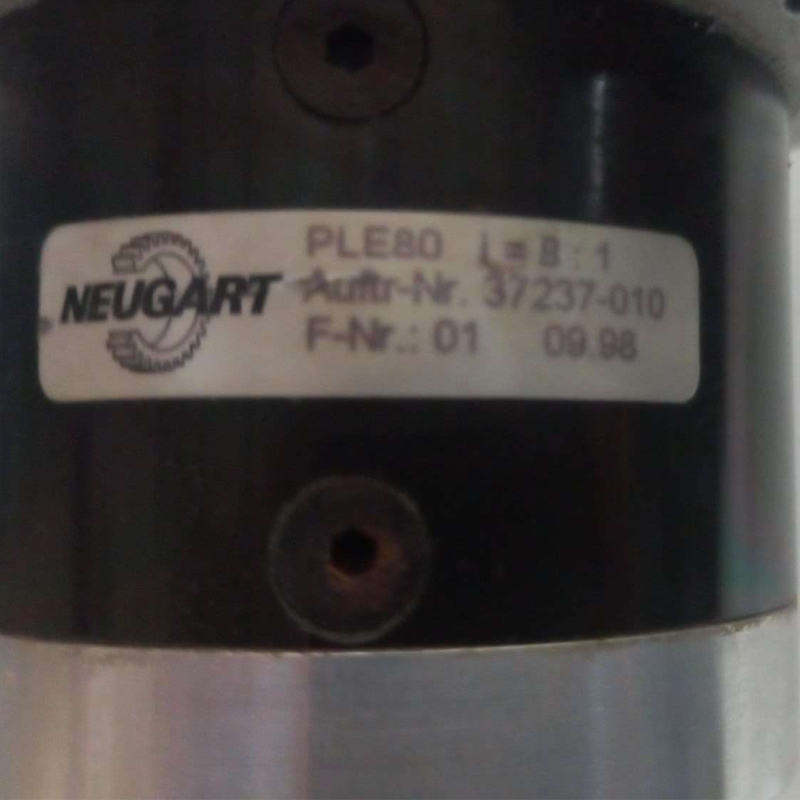 NEUGART
PLE80 i = 8 : 1
Auftr-Nr. 37237-010
F-Nr.: 01 09.98